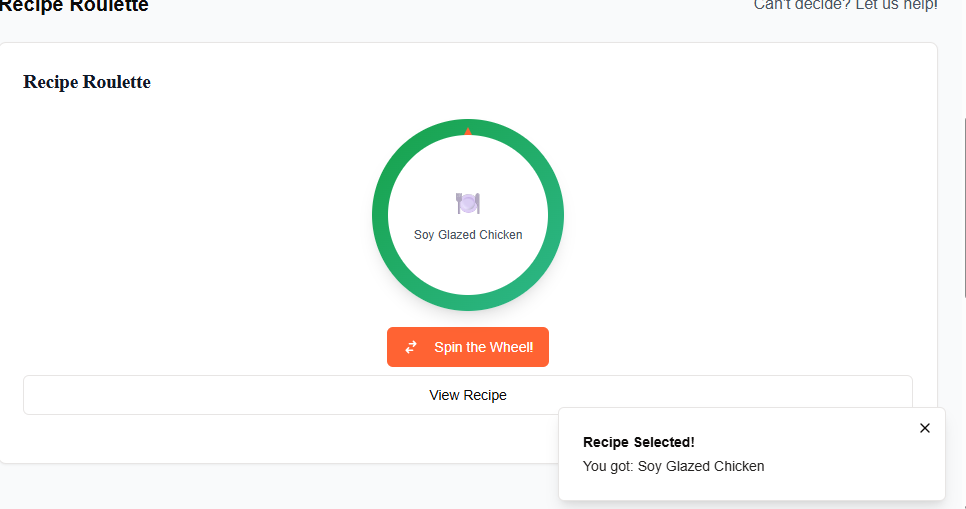 Recipe Roulette
Can't decide? Let us help!
Recipe Roulette
Soy Glazed Chicken
Spin the Wheel!
View Recipe
Recipe Selected!
You got: Soy Glazed Chicken